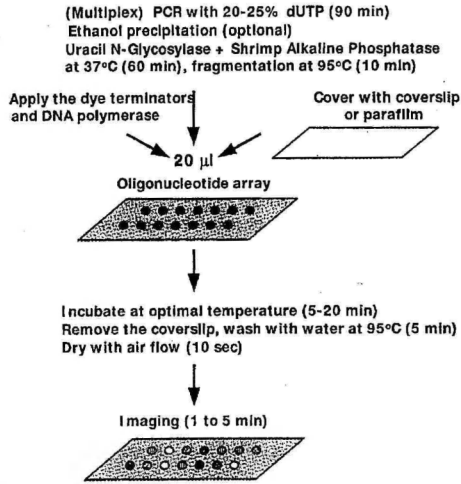 (Multiplex) PCR with 20-25% dUTP (90 min)
Ethanol precipitation (optional)
Uracil N-Glycosylase + Shrimp Alkaline Phosphatase
at 37ºC (60 min), fragmentation at 95ºC (10 min)
Apply the dye terminators
and DNA polymerase
Cover with coverslip
or parafilm
20 µl
Oligonucleotide array
Incubate at optimal temperature (5-20 min)
Remove the coverslip, wash with water at 95ºC (5 min)
Dry with air flow (10 sec)
Imaging (1 to 5 min)